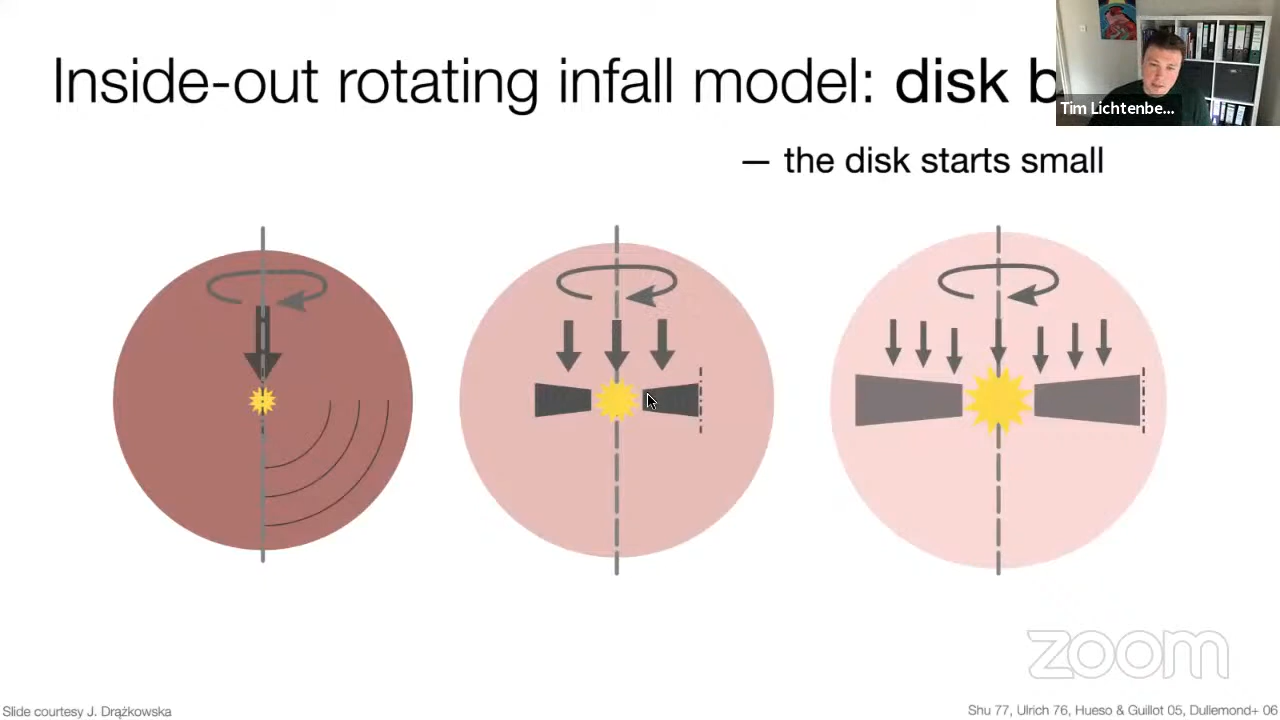 Inside-out rotating infall model: disk b
Tim Lichtenbe...
— the disk starts small
zoom
Slide courtesy J. Drążkowska
Shu 77, Ulrich 76, Hueso & Guillot 05, Dullemond+ 06